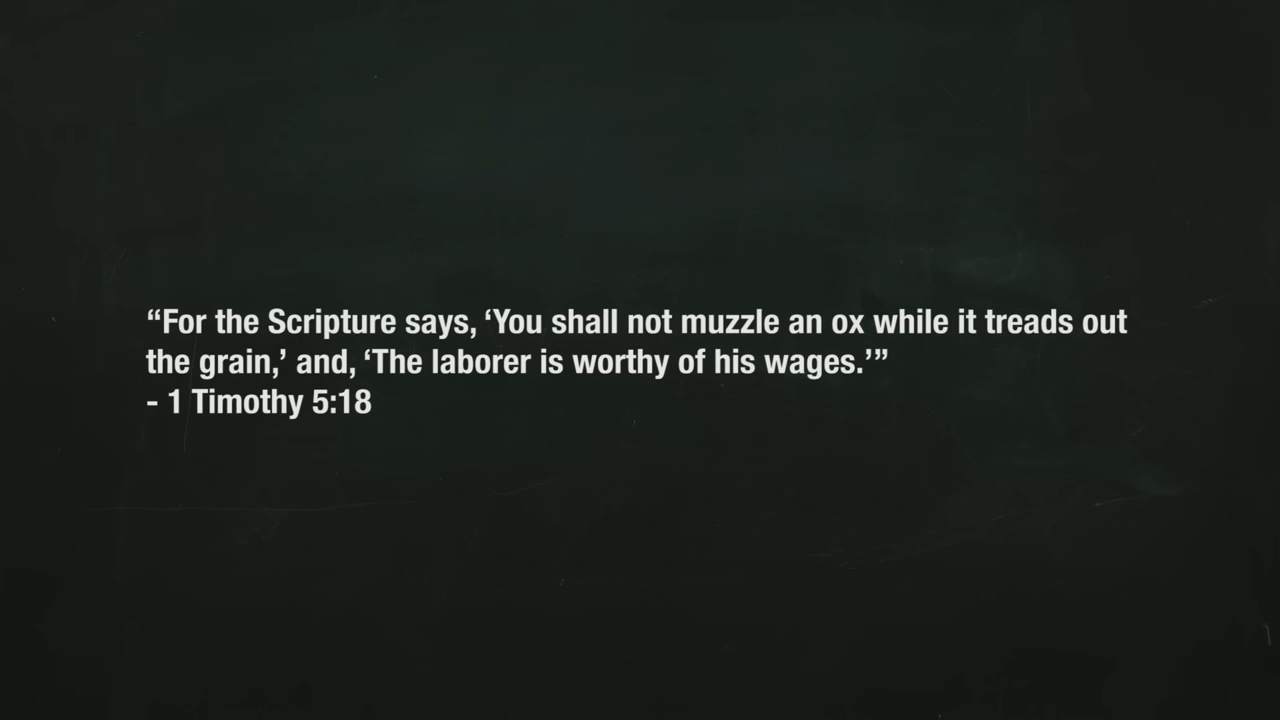 “For the Scripture says, ‘You shall not muzzle an ox while it treads out
the grain,’ and, ‘The laborer is worthy of his wages.’”
- 1 Timothy 5:18